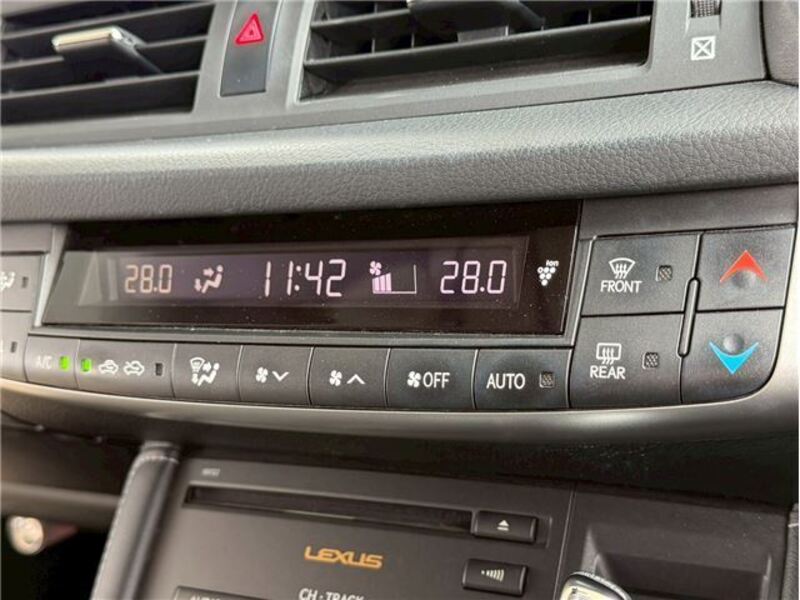 28.0 11:42 28.0
ion
FRONT
A/C OFF AUTO REAR
LEXUS
CH · TRACK